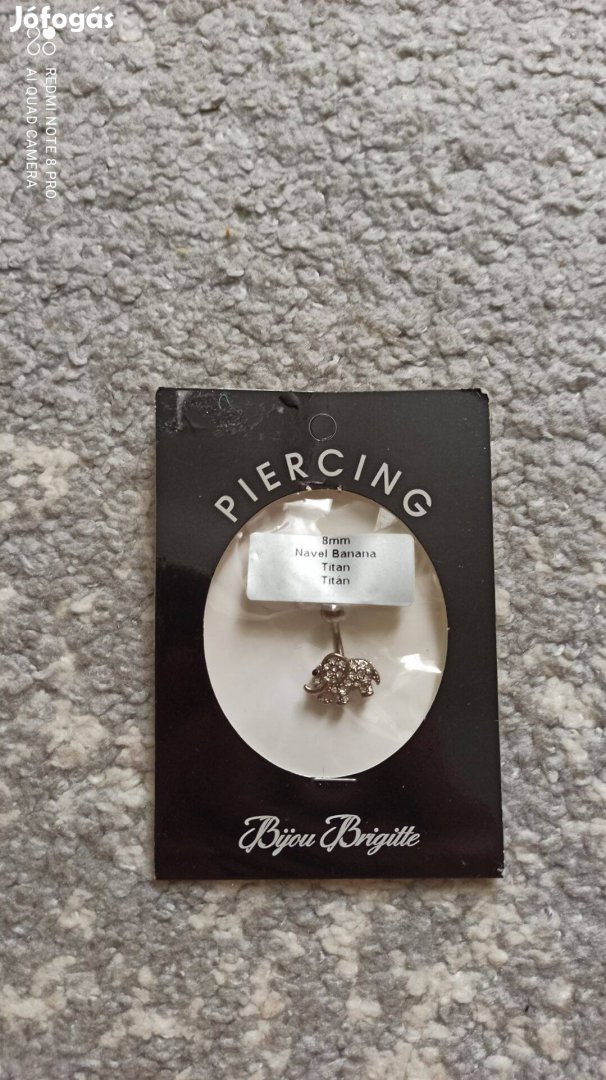 Jófogás
REDMI NOTE 8 PRO
AI QUAD CAMERA
PIERCING
8mm
Navel Banana
Titan
Titán
Bijou Brigitte